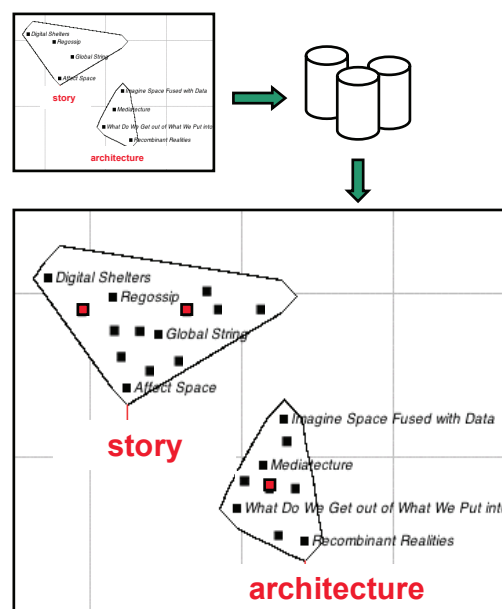 Digital Shelters
Regossip
Global String
Affect Space
story
Imagine Space Fused with Data
Mediatecture
What Do We Get out of What We Put into
Recombinant Realities
architecture
Digital Shelters
Regossip
Global String
Affect Space
story
Imagine Space Fused with Data
Mediatecture
What Do We Get out of What We Put int
Recombinant Realities
architecture